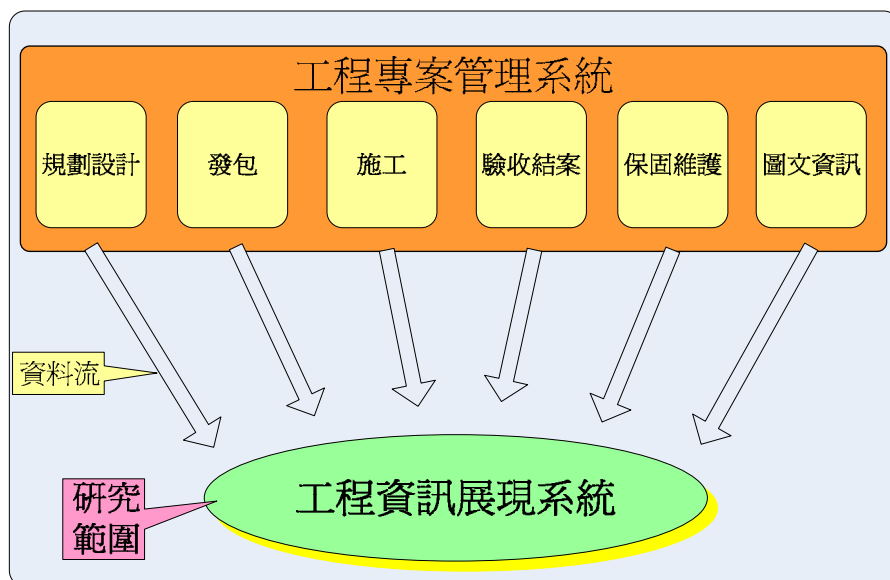 工程專案管理系統
規劃設計
發包
施工
驗收結案
保固維護
圖文資訊
資料流
研究
範圍
工程資訊展現系統